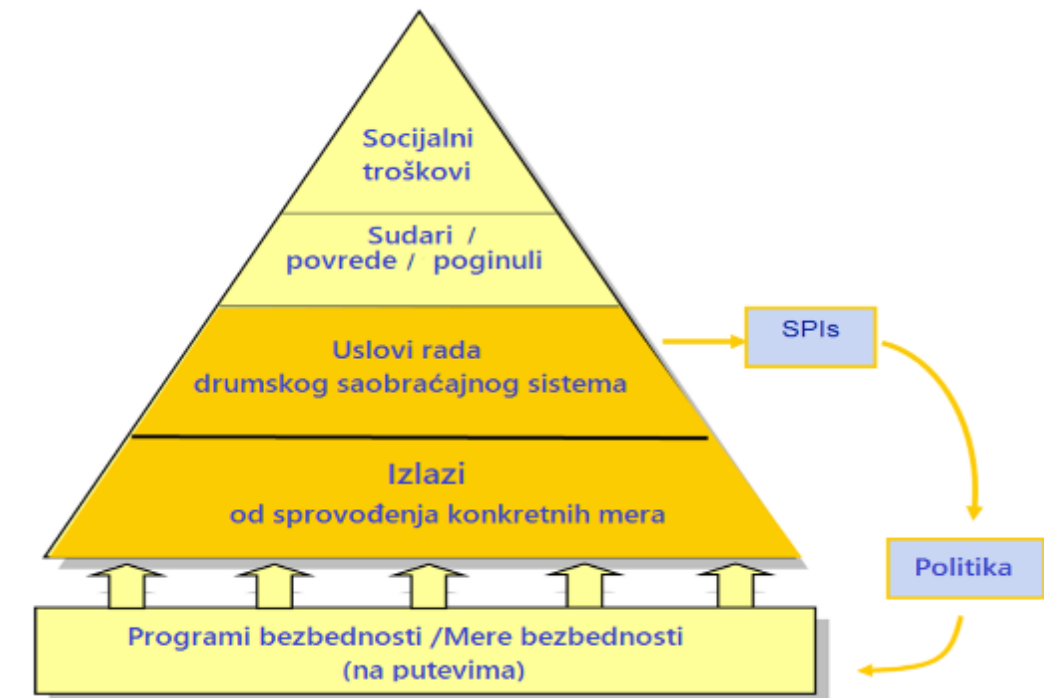 Socijalni
troškovi
Sudari /
povrede / poginuli
Uslovi rada
drumskog saobraćajnog sistema
SPIs
Izlazi
od sprovođenja konkretnih mera
Politika
Programi bezbednosti /Mere bezbednosti
(na putevima)